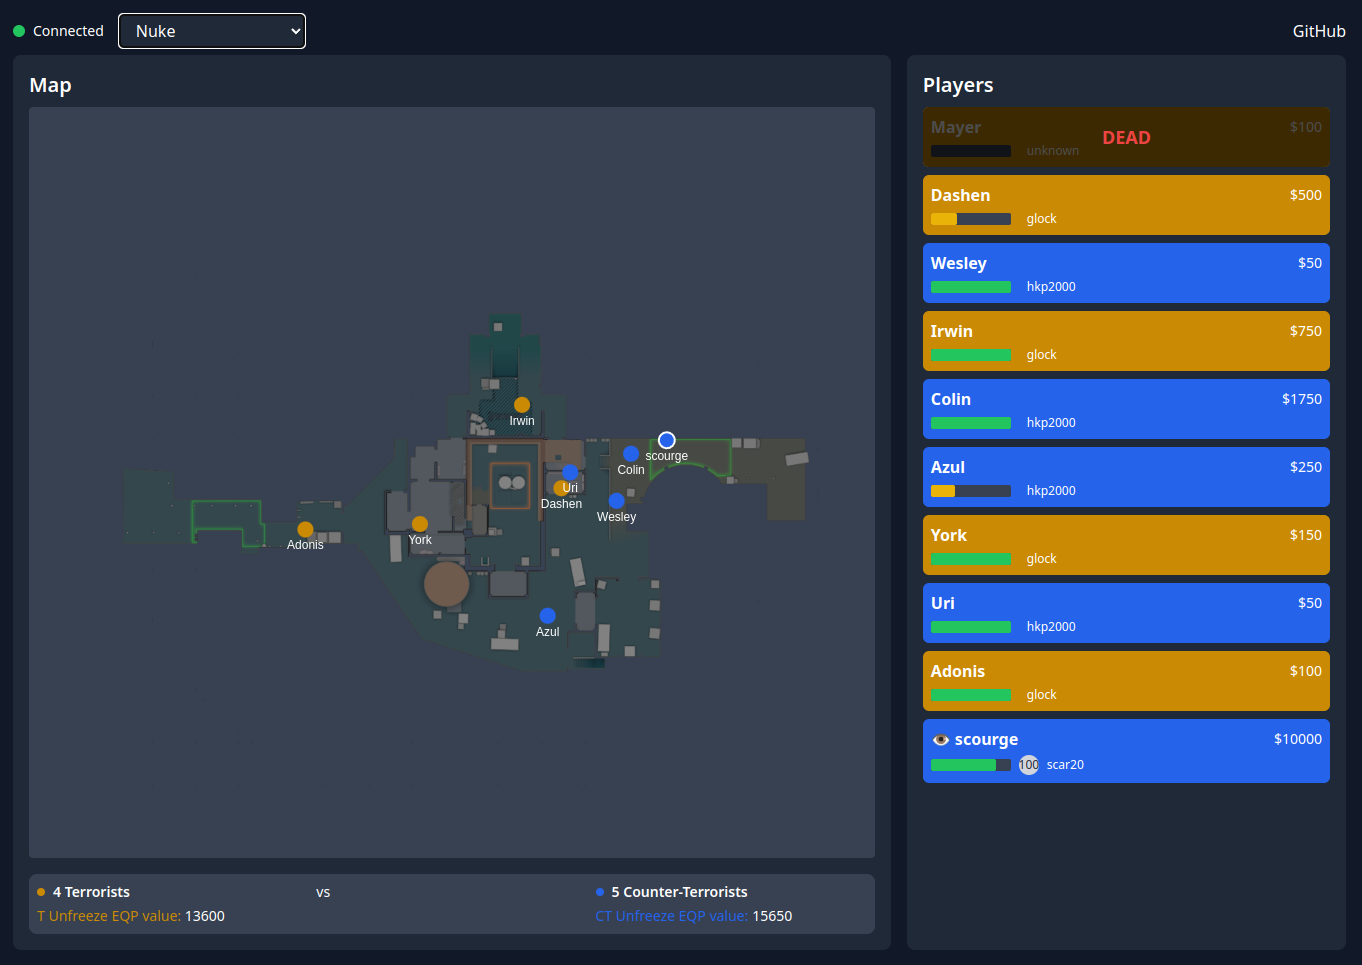 Connected
Nuke
GitHub
Map
Irwin
scourge
Colin
Uri
Dashen
Wesley
York
Adonis
Azul
4 Terrorists
vs
5 Counter-Terrorists
T Unfreeze EQP value: 13600
CT Unfreeze EQP value: 15650
Players
Mayer
$100
DEAD
unknown
Dashen
$500
glock
Wesley
$50
hkp2000
Irwin
$750
glock
Colin
$1750
hkp2000
Azul
$250
hkp2000
York
$150
glock
Uri
$50
hkp2000
Adonis
$100
glock
scourge
$10000
100
scar20